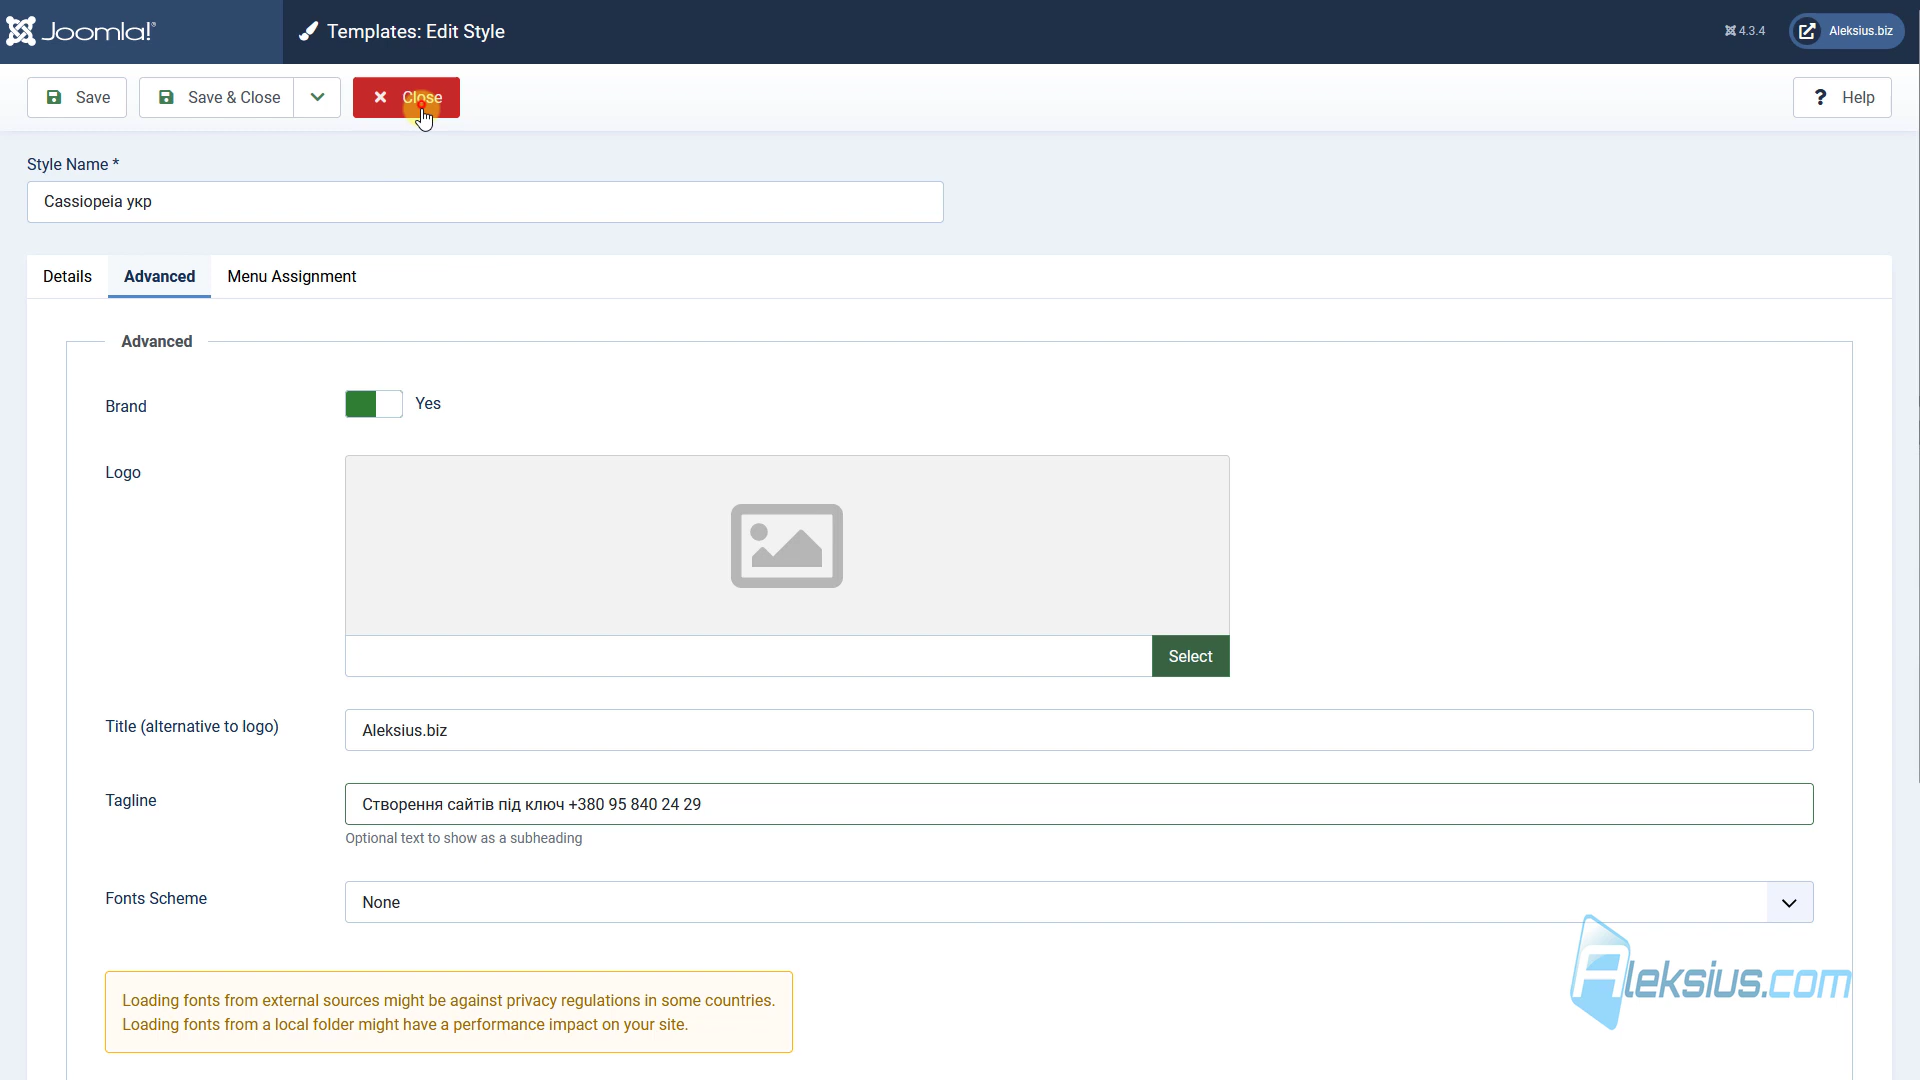 Joomla!
Templates: Edit Style
4.3.4
Aleksius.biz
Save
Save & Close
Close
? Help
Style Name *
Cassiopeia укр
Details
Advanced
Menu Assignment
Advanced
Brand
Yes
Logo
Select
Title (alternative to logo)
Aleksius.biz
Tagline
Створення сайтів під ключ +380 95 840 24 29
Optional text to show as a subheading
Fonts Scheme
None
Aleksius.com
Loading fonts from external sources might be against privacy regulations in some countries.
Loading fonts from a local folder might have a performance impact on your site.